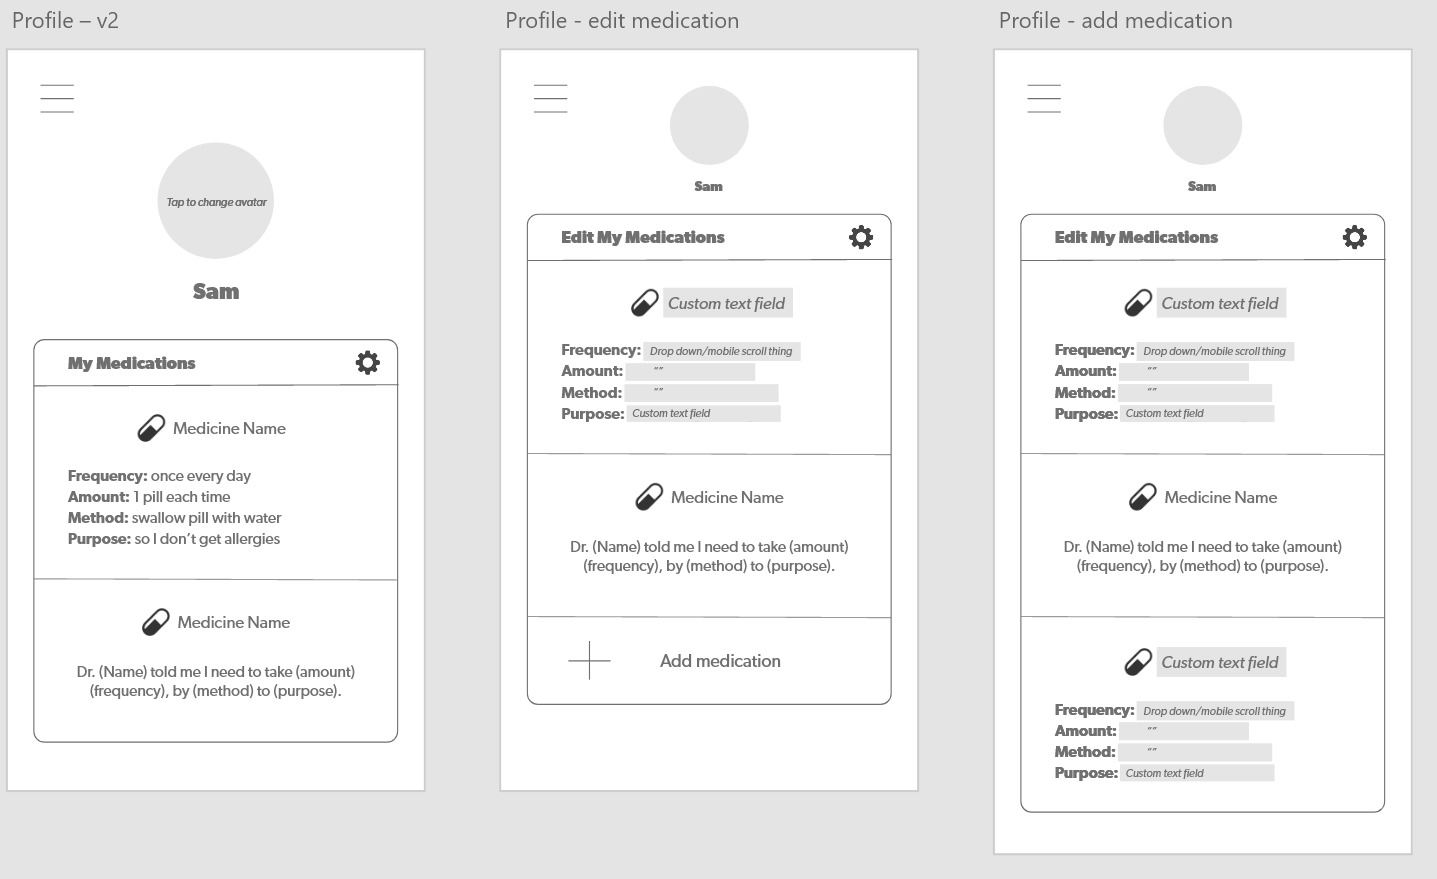 Profile – v2
Tap to change avatar
Sam
My Medications
Medicine Name
Frequency: once every day
Amount: 1 pill each time
Method: swallow pill with water
Purpose: so I don't get allergies
Medicine Name
Dr. (Name) told me I need to take (amount)
(frequency), by (method) to (purpose).
Profile - edit medication
Sam
Edit My Medications
Custom text field
Frequency: Drop down/mobile scroll thing
Amount: ""
Method: ""
Purpose: Custom text field
Medicine Name
Dr. (Name) told me I need to take (amount)
(frequency), by (method) to (purpose).
Add medication
Profile - add medication
Sam
Edit My Medications
Custom text field
Frequency: Drop down/mobile scroll thing
Amount: ""
Method: ""
Purpose: Custom text field
Medicine Name
Dr. (Name) told me I need to take (amount)
(frequency), by (method) to (purpose).
Custom text field
Frequency: Drop down/mobile scroll thing
Amount: ""
Method: ""
Purpose: Custom text field